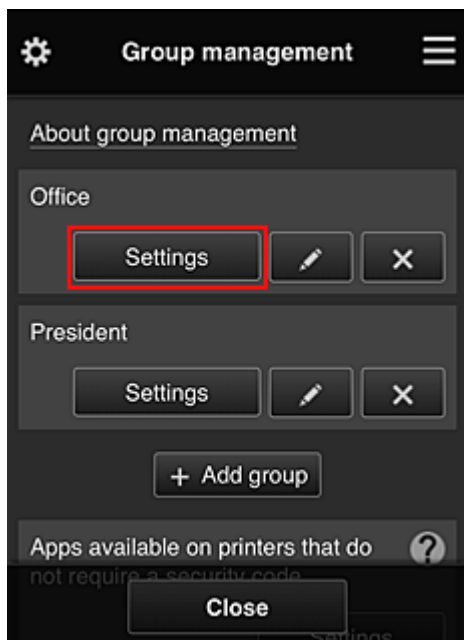 Group management
About group management
Office
Settings
President
Settings
+ Add group
Apps available on printers that do
not require a security code
Close
Settings